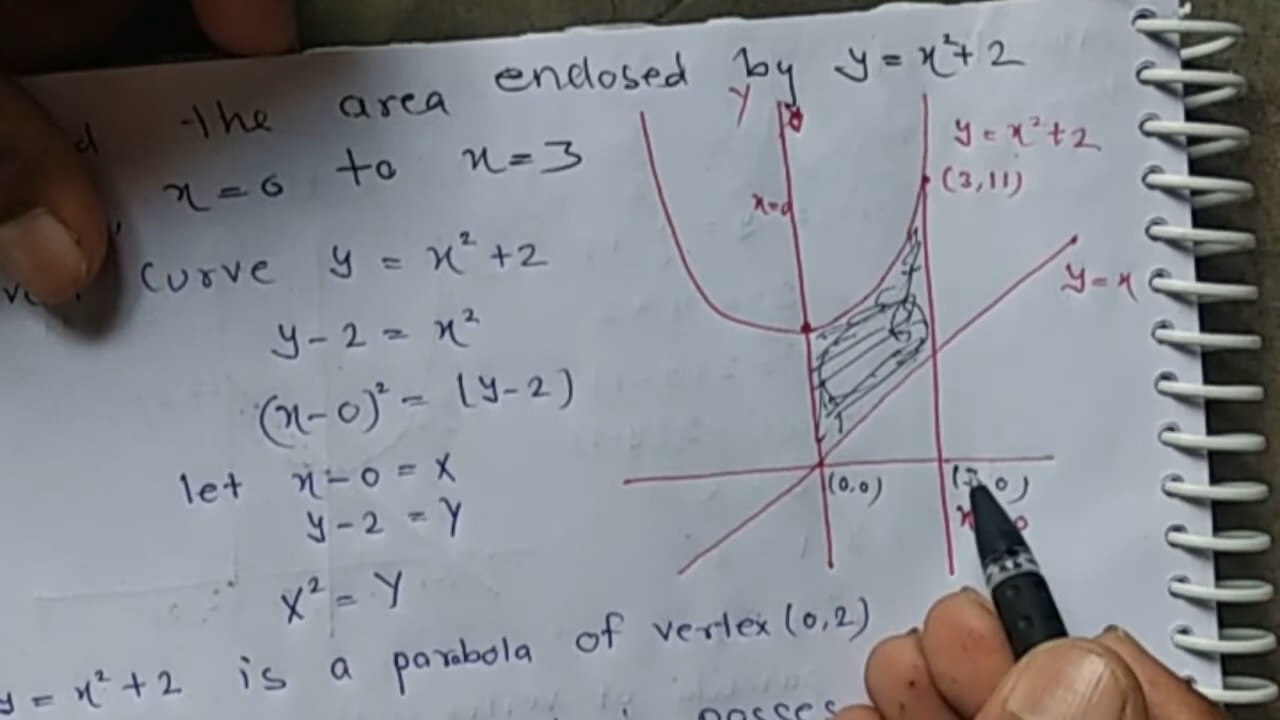 the area enclosed by y = x²+2
x=0 to x=3
curve y = x²+2
y-2 = x²
(x-0)² = (y-2)
let x-0 = X
y-2 = Y
X² = Y
y = x²+2 is a parabola of vertex (0,2)
passes
Y
y = x²+2
(3,11)
x=0
y=x
(0,0)